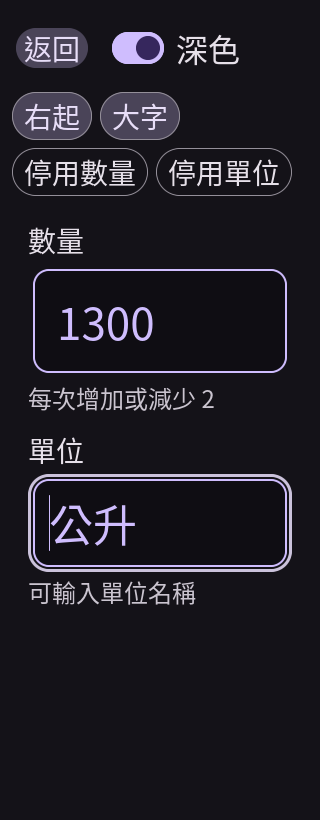 返回 深色
右起 大字
停用數量 停用單位
數量
1300
每次增加或減少 2
單位
公升
可輸入單位名稱